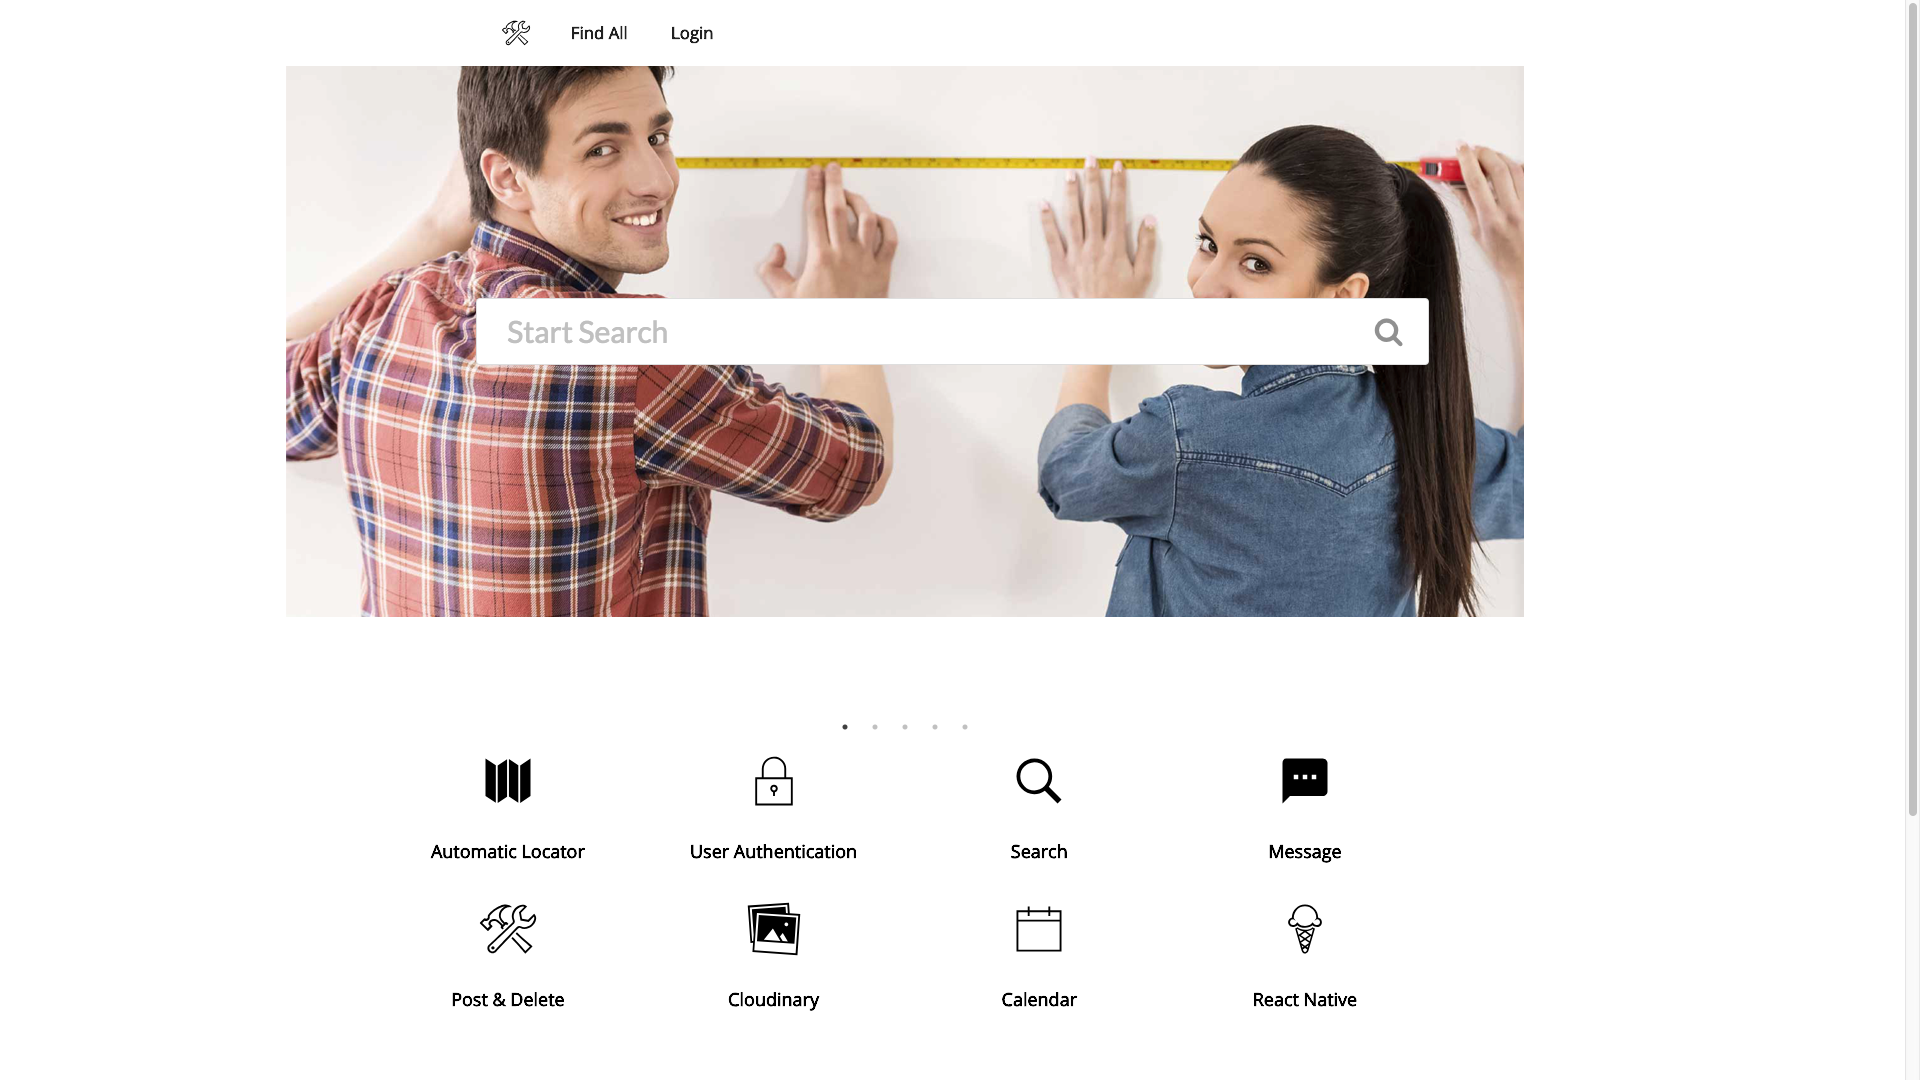 Find All
Login
Start Search
Automatic Locator
User Authentication
Search
Message
Post & Delete
Cloudinary
Calendar
React Native